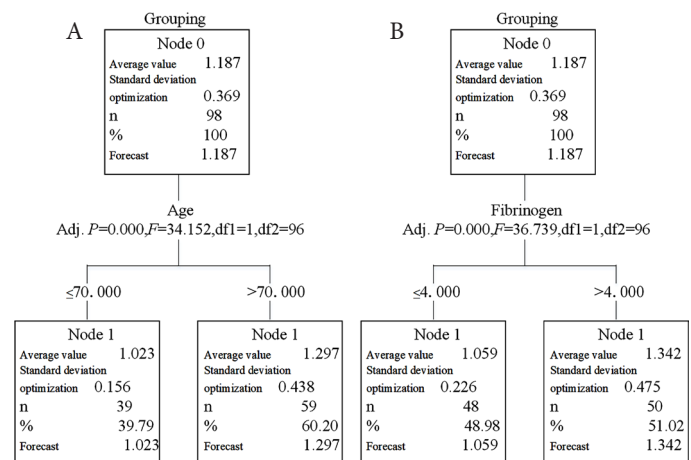 A
Grouping
Node 0
Average value 1.187
Standard deviation
optimization 0.369
n 98
% 100
Forecast 1.187
Age
Adj. P=0.000,F=34.152,df1=1,df2=96
≤70.000
>70.000
Node 1
Average value 1.023
Standard deviation
optimization 0.156
n 39
% 39.79
Forecast 1.023
Node 1
Average value 1.297
Standard deviation
optimization 0.438
n 59
% 60.20
Forecast 1.297
B
Grouping
Node 0
Average value 1.187
Standard deviation
optimization 0.369
n 98
% 100
Forecast 1.187
Fibrinogen
Adj. P=0.000,F=36.739,df1=1,df2=96
≤4.000
>4.000
Node 1
Average value 1.059
Standard deviation
optimization 0.226
n 48
% 48.98
Forecast 1.059
Node 1
Average value 1.342
Standard deviation
optimization 0.475
n 50
% 51.02
Forecast 1.342